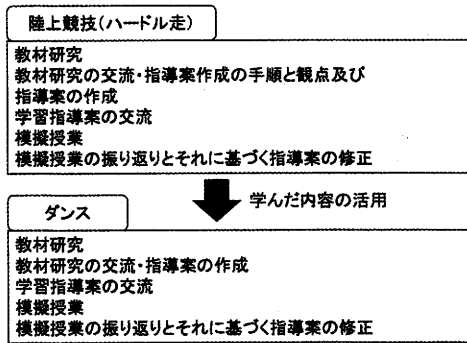 陸上競技(ハードル走)
教材研究
教材研究の交流・指導案作成の手順と観点及び
指導案の作成
学習指導案の交流
模擬授業
模擬授業の振り返りとそれに基づく指導案の修正
学んだ内容の活用
ダンス
教材研究
教材研究の交流・指導案の作成
学習指導案の交流
模擬授業
模擬授業の振り返りとそれに基づく指導案の修正